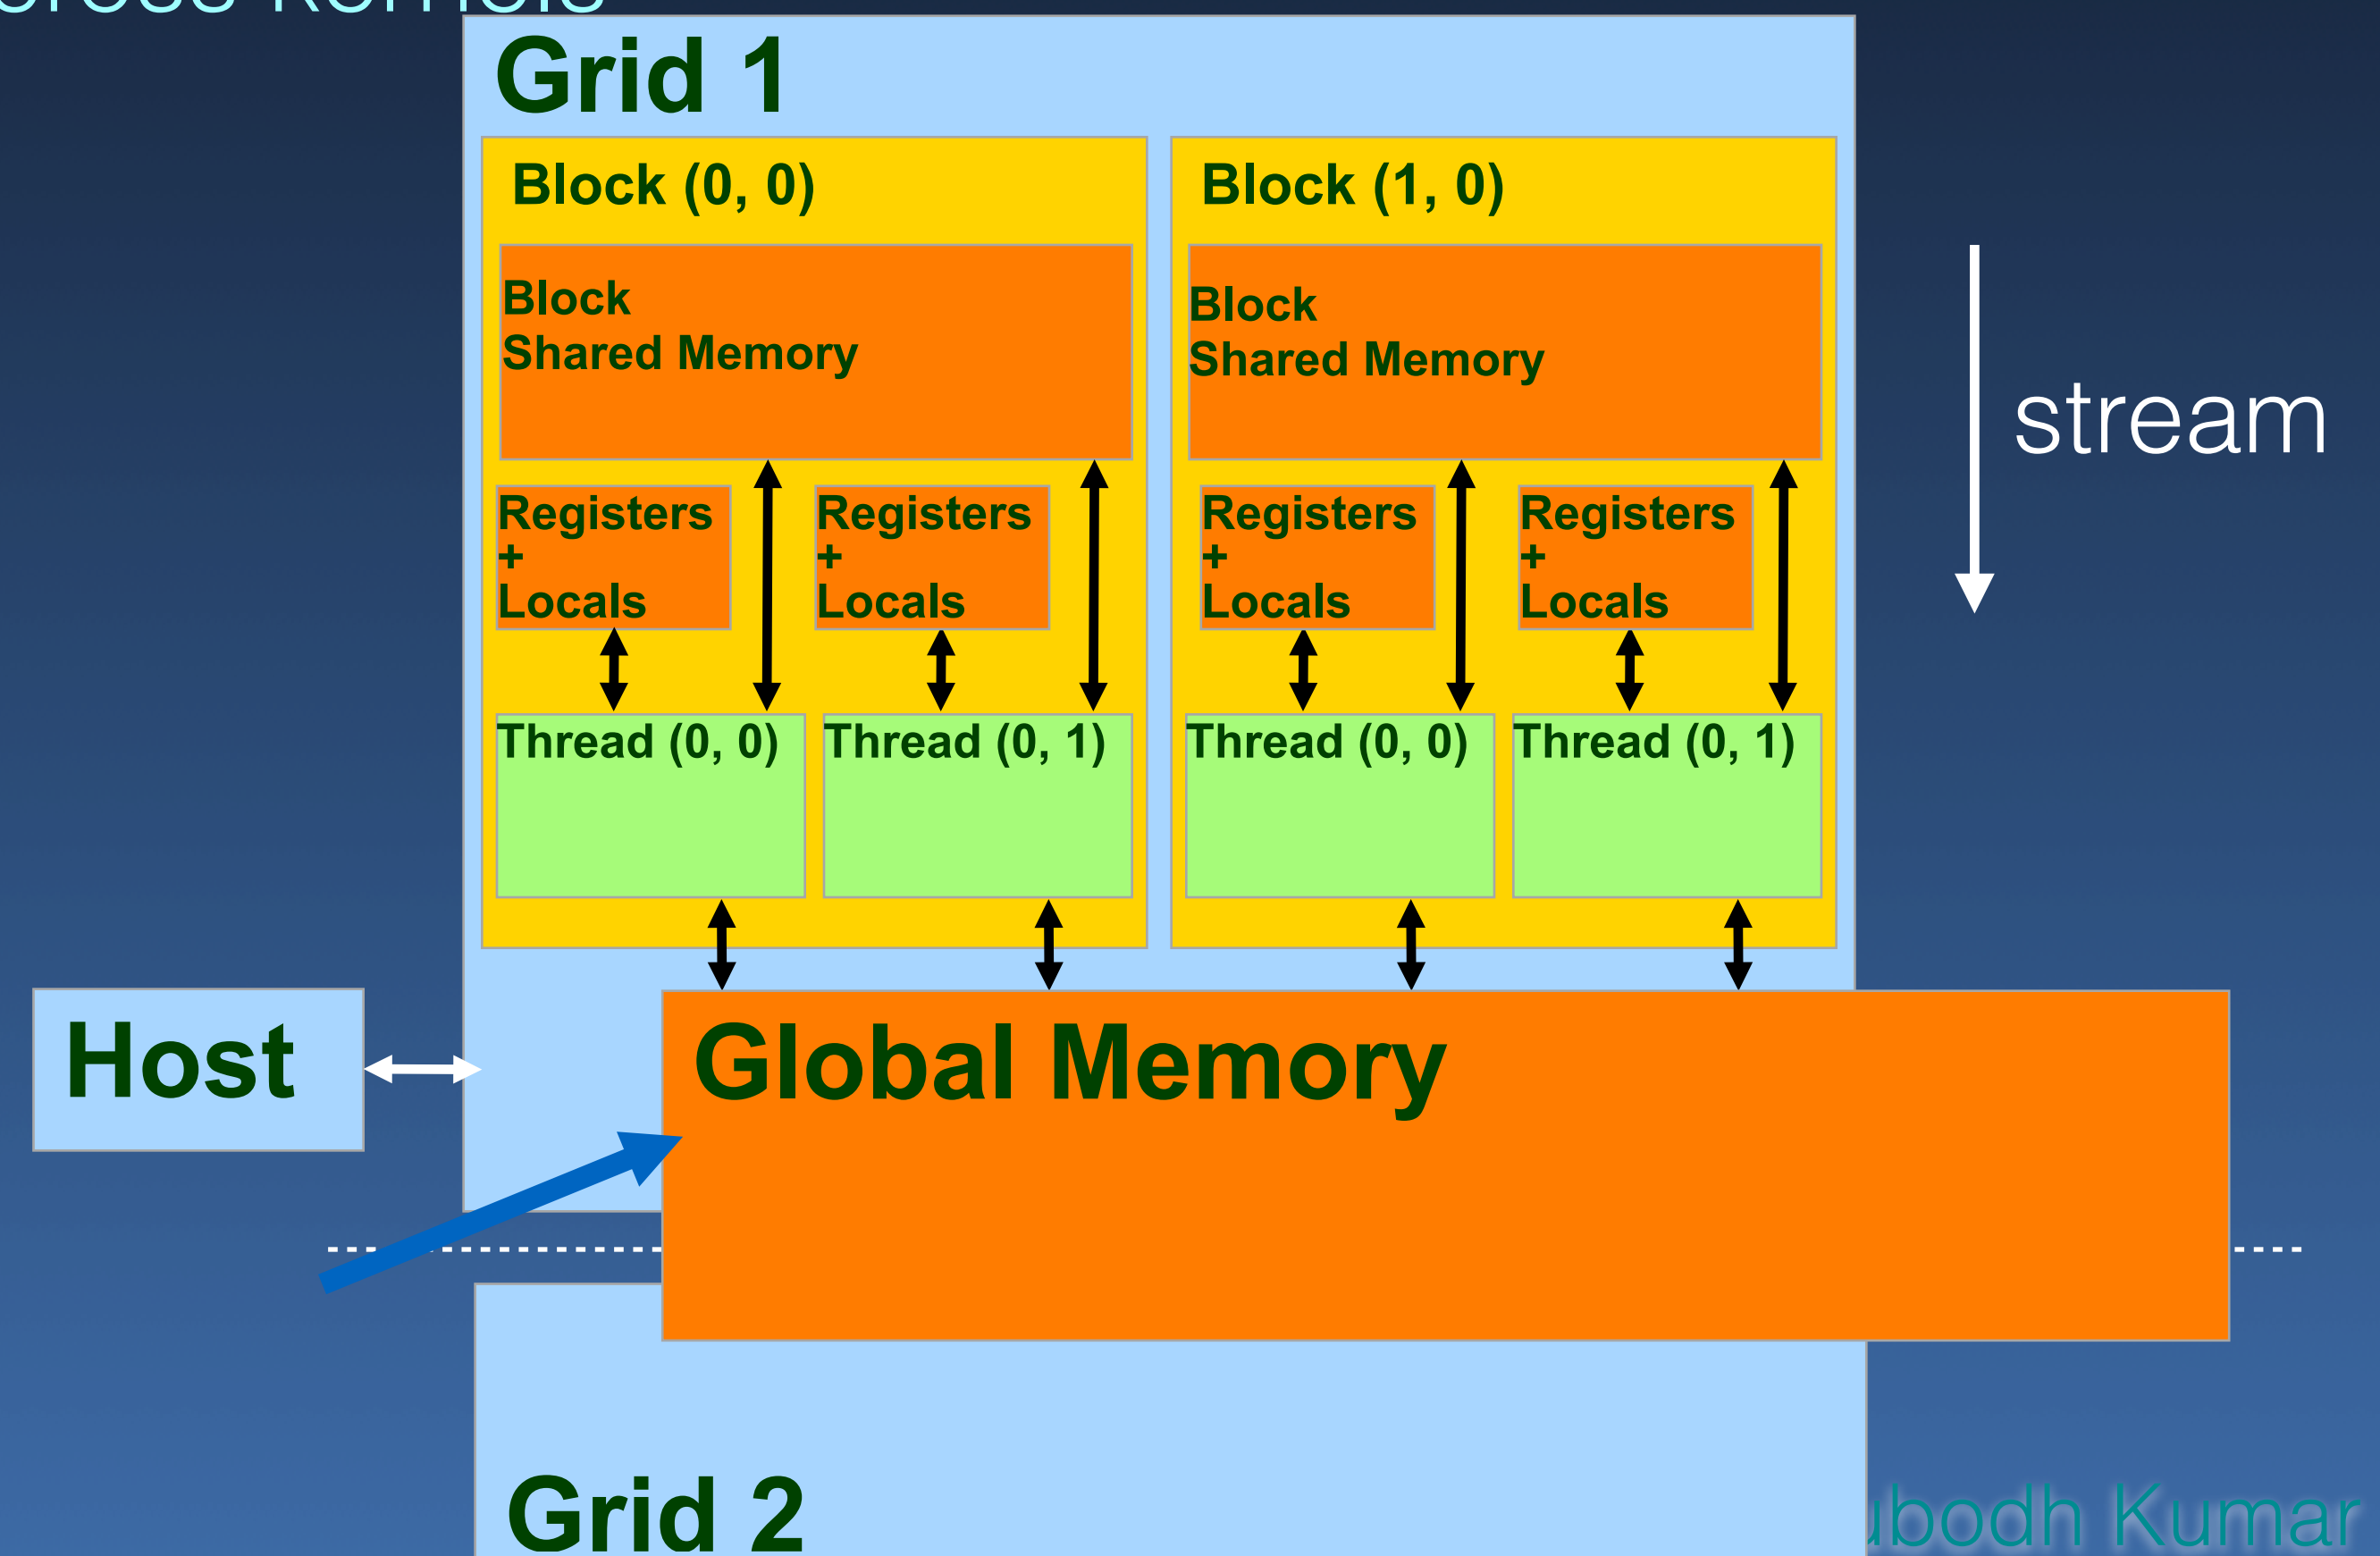 kernels
Grid 1
Block (0, 0)
Block
Shared Memory
Registers
+
Locals
Registers
+
Locals
Thread (0, 0)
Thread (0, 1)
Block (1, 0)
Block
Shared Memory
Registers
+
Locals
Registers
+
Locals
Thread (0, 0)
Thread (0, 1)
stream
Host
Global Memory
Grid 2
Kumar